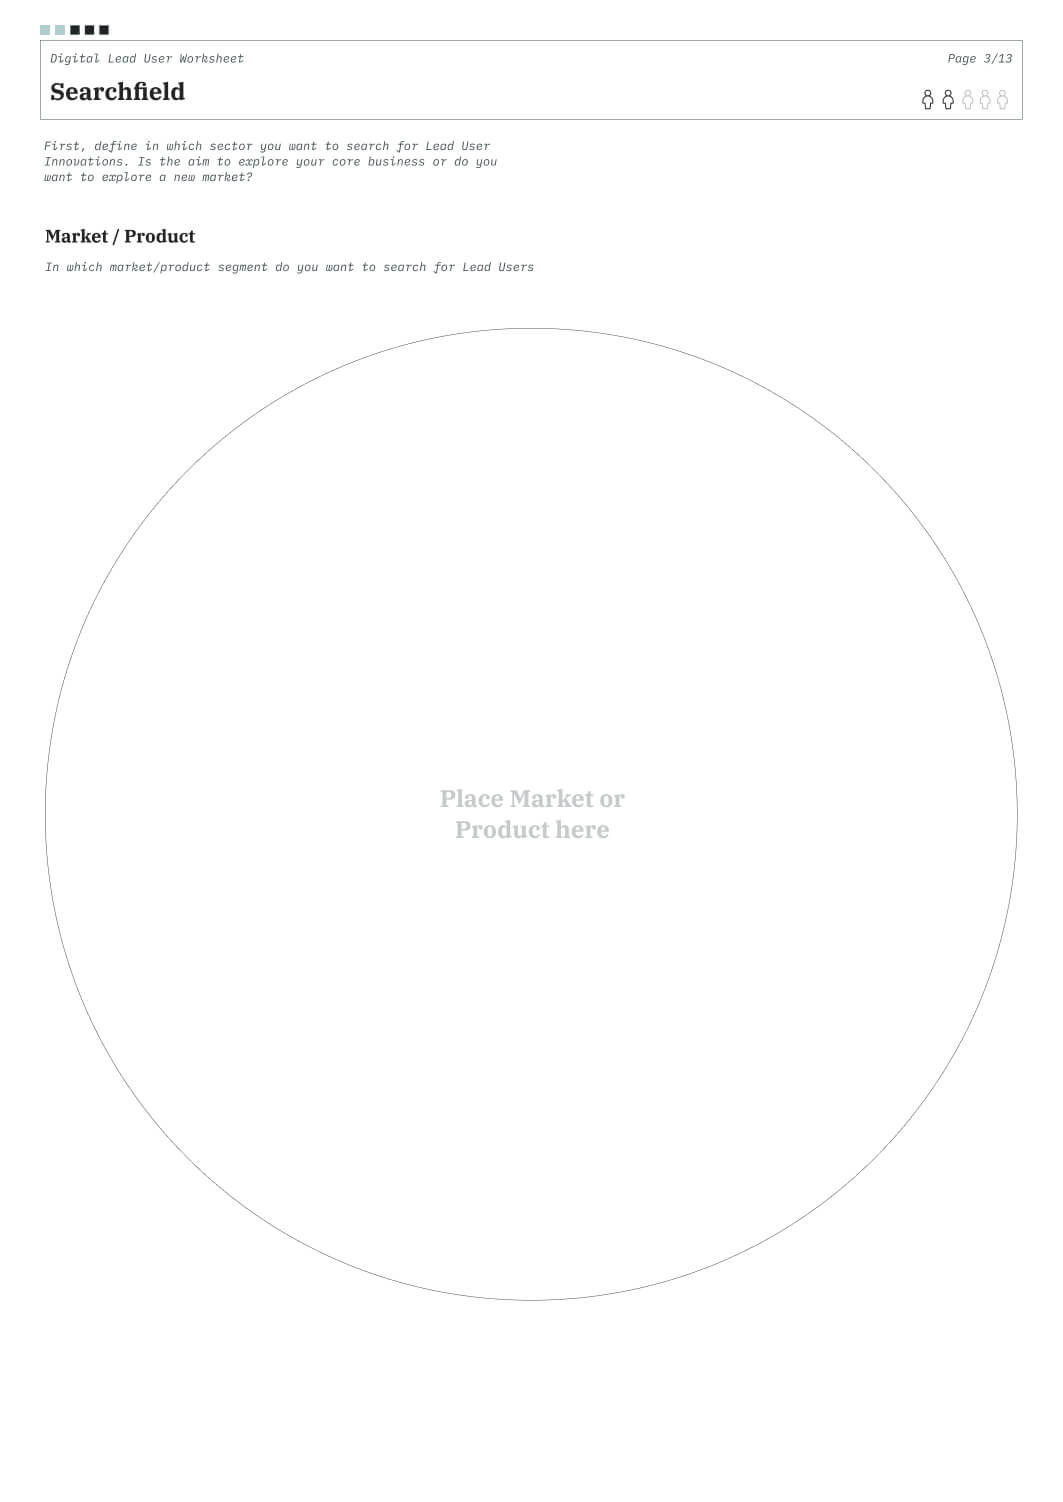 Digital Lead User Worksheet
Page 3/13
Searchfield
First, define in which sector you want to search for Lead User
Innovations. Is the aim to explore your core business or do you
want to explore a new market?
Market / Product
In which market/product segment do you want to search for Lead Users
Place Market or
Product here